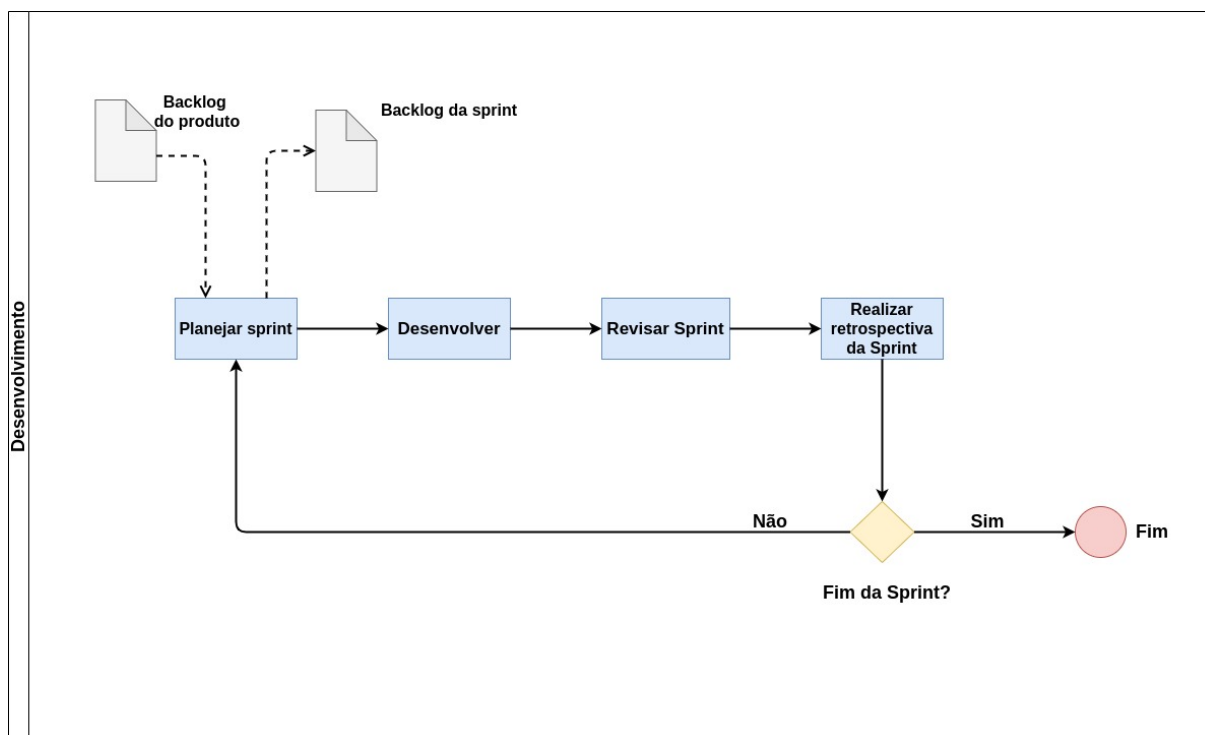 Desenvolvimento
Backlog
do produto
Backlog da sprint
Planejar sprint
Desenvolver
Revisar Sprint
Realizar
retrospectiva
da Sprint
Não
Sim
Fim
Fim da Sprint?